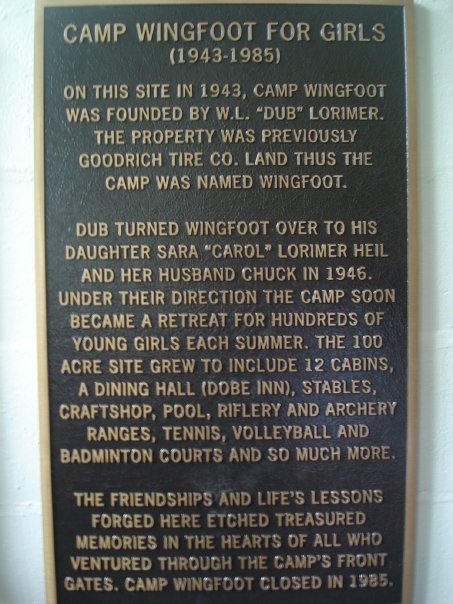 CAMP WINGFOOT FOR GIRLS
(1943-1985)
ON THIS SITE IN 1943, CAMP WINGFOOT
WAS FOUNDED BY W.L. "DUB" LORIMER.
THE PROPERTY WAS PREVIOUSLY
GOODRICH TIRE CO. LAND THUS THE
CAMP WAS NAMED WINGFOOT.
DUB TURNED WINGFOOT OVER TO HIS
DAUGHTER SARA "CAROL" LORIMER HEIL
AND HER HUSBAND CHUCK IN 1946.
UNDER THEIR DIRECTION THE CAMP SOON
BECAME A RETREAT FOR HUNDREDS OF
YOUNG GIRLS EACH SUMMER. THE 100
ACRE SITE GREW TO INCLUDE 12 CABINS,
A DINING HALL (DOBE INN), STABLES,
CRAFTSHOP, POOL, RIFLERY AND ARCHERY
RANGES, TENNIS, VOLLEYBALL AND
BADMINTON COURTS AND SO MUCH MORE.
THE FRIENDSHIPS AND LIFE'S LESSONS
FORGED HERE ETCHED TREASURED
MEMORIES IN THE HEARTS OF ALL WHO
VENTURED THROUGH THE CAMP'S FRONT
GATES. CAMP WINGFOOT CLOSED IN 1985.